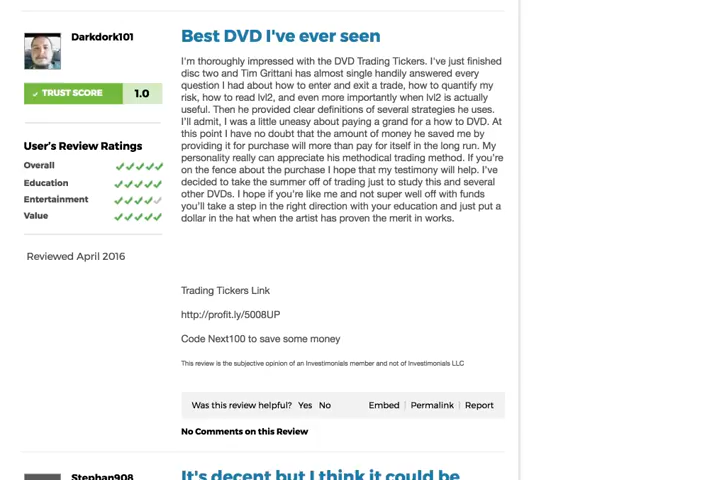 Darkdork101
TRUST SCORE 1.0
User's Review Ratings
Overall
Education
Entertainment
Value
Reviewed April 2016
Best DVD I've ever seen
I'm thoroughly impressed with the DVD Trading Tickers. I've just finished
disc two and Tim Grittani has almost single handily answered every
question I had about how to enter and exit a trade, how to quantify my
risk, how to read lvl2, and even more importantly when lvl2 is actually
useful. Then he provided clear definitions of several strategies he uses.
I'll admit, I was a little uneasy about paying a grand for a how to DVD. At
this point I have no doubt that the amount of money he saved me by
providing it for purchase will more than pay for itself in the long run. My
personality really can appreciate his methodical trading method. If you're
on the fence about the purchase I hope that my testimony will help. I've
decided to take the summer off of trading just to study this and several
other DVDs. I hope if you're like me and not super well off with funds
you'll take a step in the right direction with your education and just put a
dollar in the hat when the artist has proven the merit in works.
Trading Tickers Link
http://profit.ly/5008UP
Code Next100 to save some money
This review is the subjective opinion of an Investimonials member and not of Investimonials LLC
Was this review helpful? Yes No Embed | Permalink | Report
No Comments on this Review
Stephan908
It's decent but I think it could be